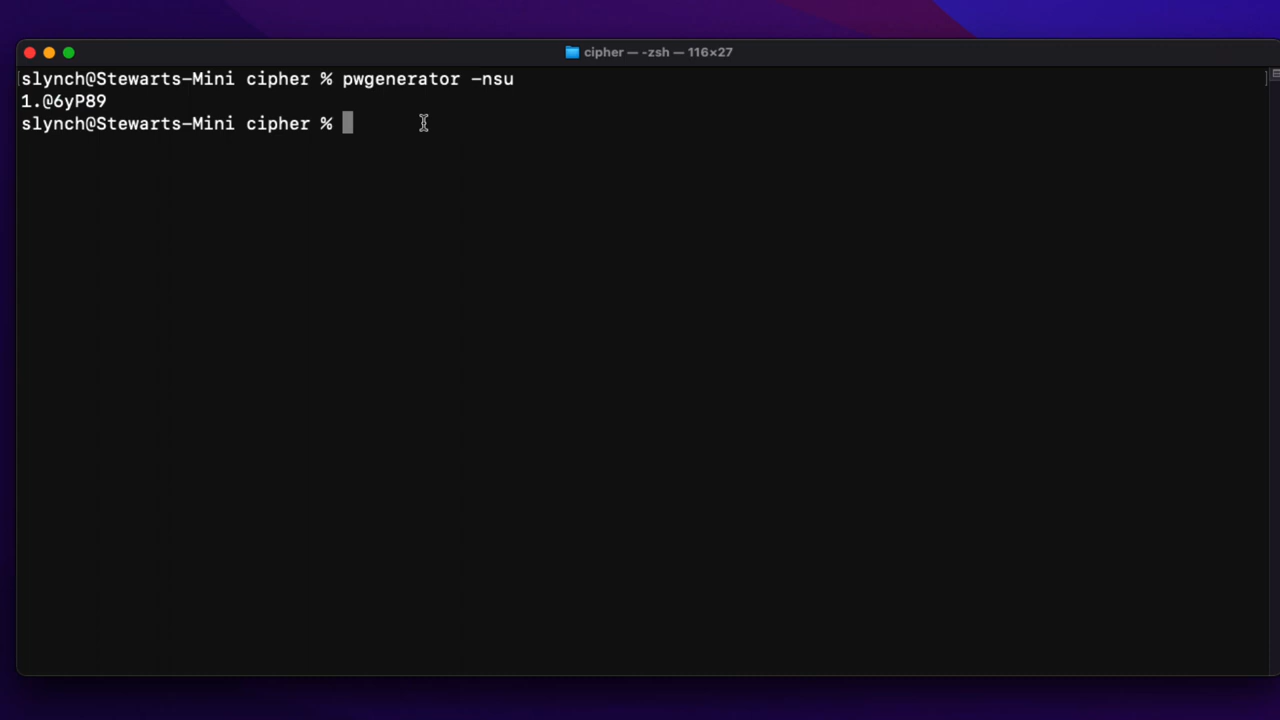 cipher — -zsh — 116×27
slynch@Stewarts-Mini cipher % pwgenerator -nsu
1.@6yP89
slynch@Stewarts-Mini cipher %